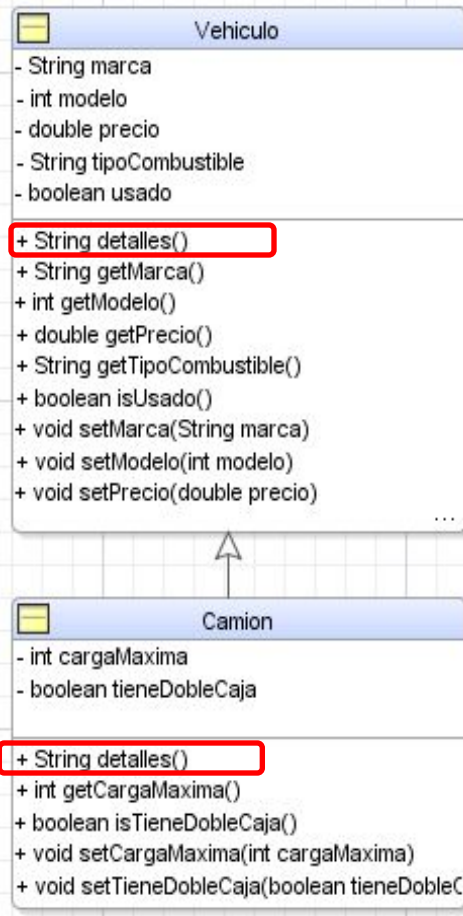 Vehiculo
- String marca
- int modelo
- double precio
- String tipoCombustible
- boolean usado
+ String detalles()
+ String getMarca()
+ int getModelo()
+ double getPrecio()
+ String getTipoCombustible()
+ boolean isUsado()
+ void setMarca(String marca)
+ void setModelo(int modelo)
+ void setPrecio(double precio)
...
Camion
- int cargaMaxima
- boolean tieneDobleCaja
+ String detalles()
+ int getCargaMaxima()
+ boolean isTieneDobleCaja()
+ void setCargaMaxima(int cargaMaxima)
+ void setTieneDobleCaja(boolean tieneDobleC